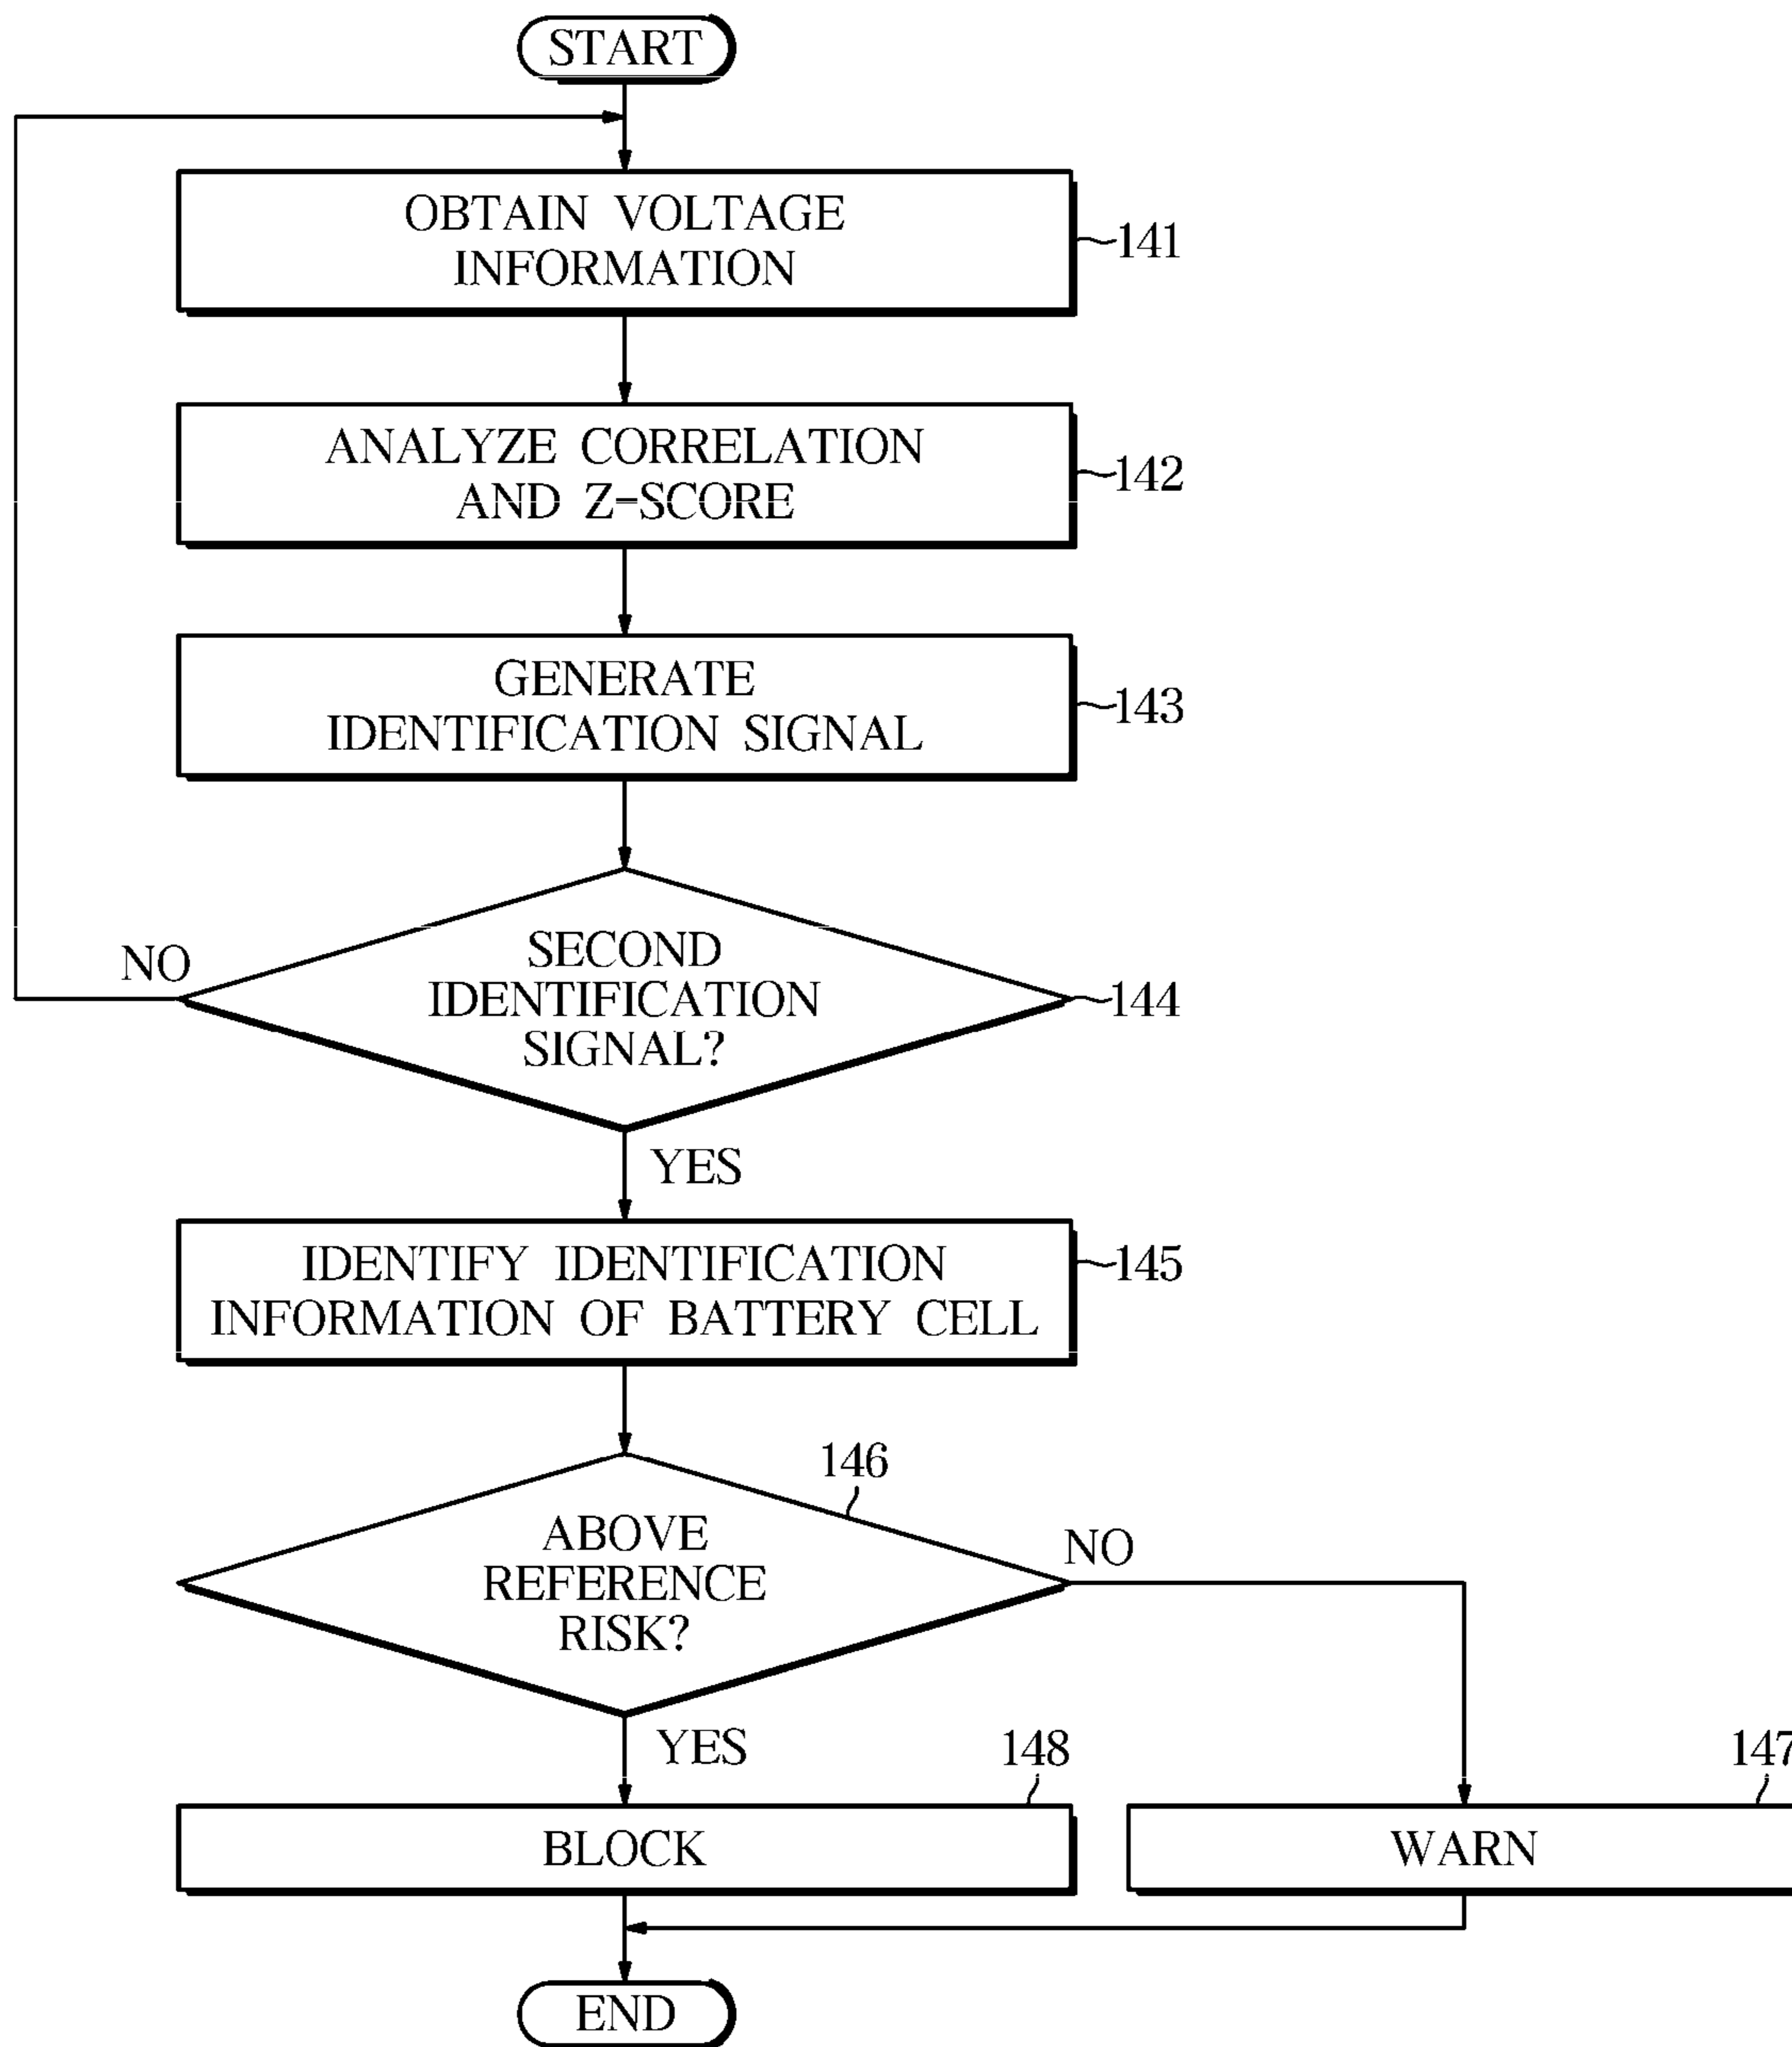 START
OBTAIN VOLTAGE
INFORMATION
141
ANALYZE CORRELATION
AND Z-SCORE
142
GENERATE
IDENTIFICATION SIGNAL
143
SECOND
IDENTIFICATION
SIGNAL?
144
NO
YES
IDENTIFY IDENTIFICATION
INFORMATION OF BATTERY CELL
145
146
ABOVE
REFERENCE
RISK?
NO
YES
148
147
BLOCK
WARN
END